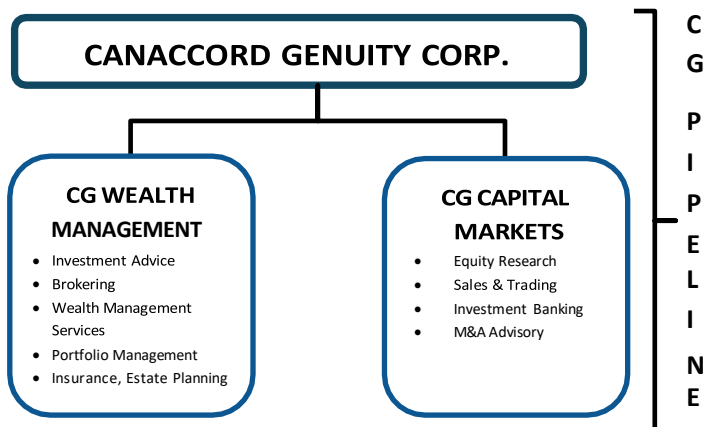 CANACCORD GENUITY CORP.
CG WEALTH
MANAGEMENT
• Investment Advice
• Brokering
• Wealth Management
Services
• Portfolio Management
• Insurance, Estate Planning
CG CAPITAL
MARKETS
• Equity Research
• Sales & Trading
• Investment Banking
• M&A Advisory
C
G
P
I
P
E
L
I
N
E